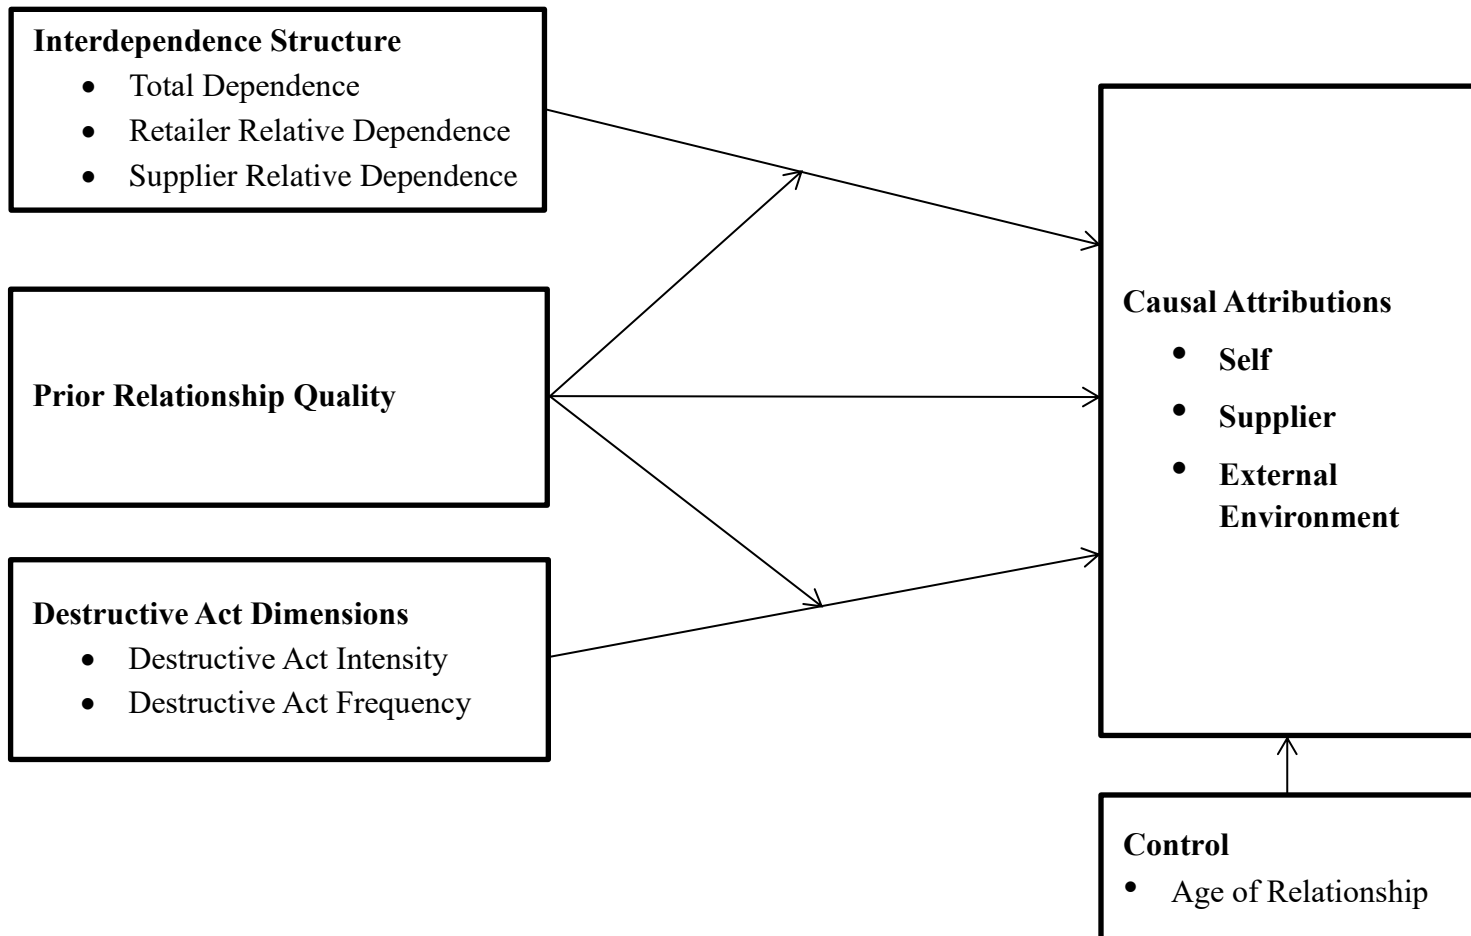 Interdependence Structure
• Total Dependence
• Retailer Relative Dependence
• Supplier Relative Dependence
Prior Relationship Quality
Destructive Act Dimensions
• Destructive Act Intensity
• Destructive Act Frequency
Causal Attributions
• Self
• Supplier
• External
Environment
Control
• Age of Relationship